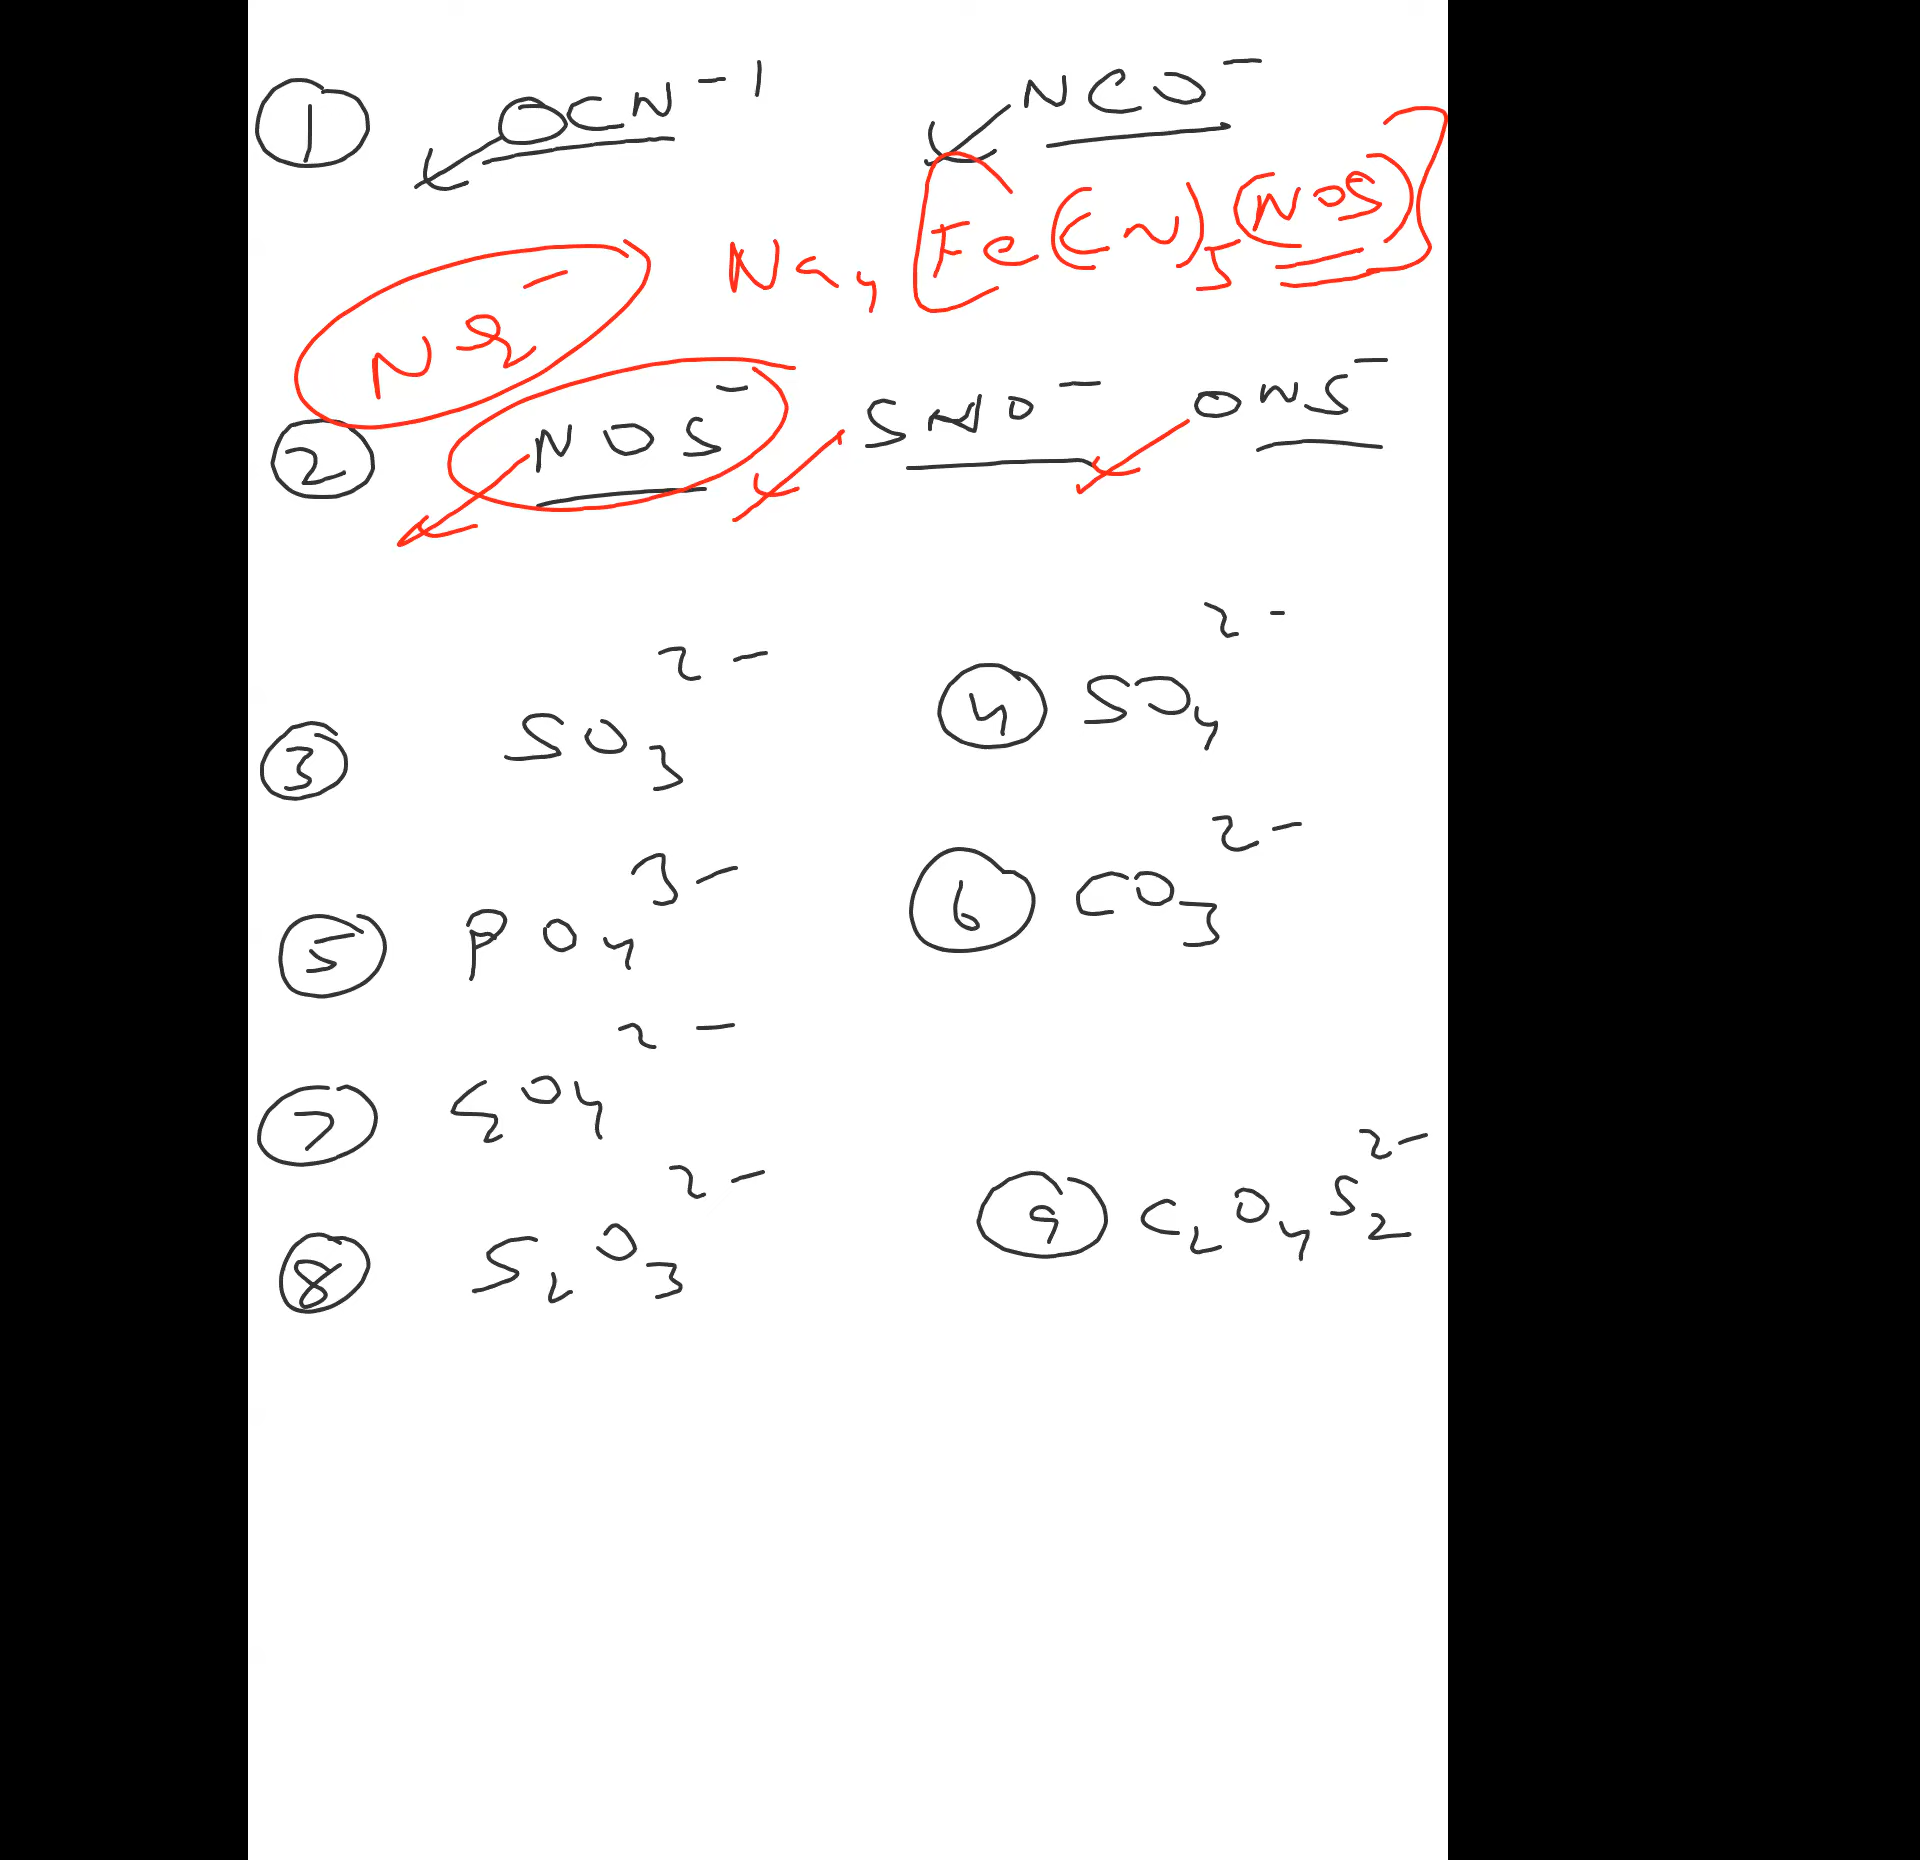 ① OCN⁻¹ NCO⁻
Na₄[Fe(CN)₅(NOS)]
NO₂⁻
② NOS⁻ SNO⁻ ONS⁻
③ SO₃²⁻ ④ SO₄²⁻
⑤ PO₄³⁻ ⑥ CO₃²⁻
⑦ S₂O₄²⁻
⑧ S₂O₃²⁻ ⑨ C₂O₄S₂²⁻